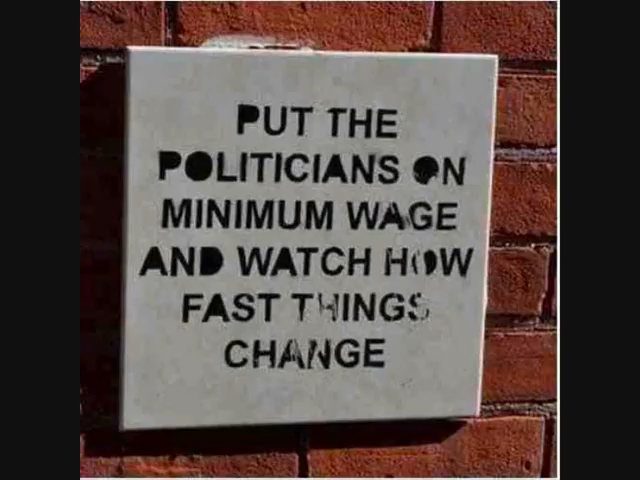 PUT THE
POLITICIANS ON
MINIMUM WAGE
AND WATCH HOW
FAST THINGS
CHANGE